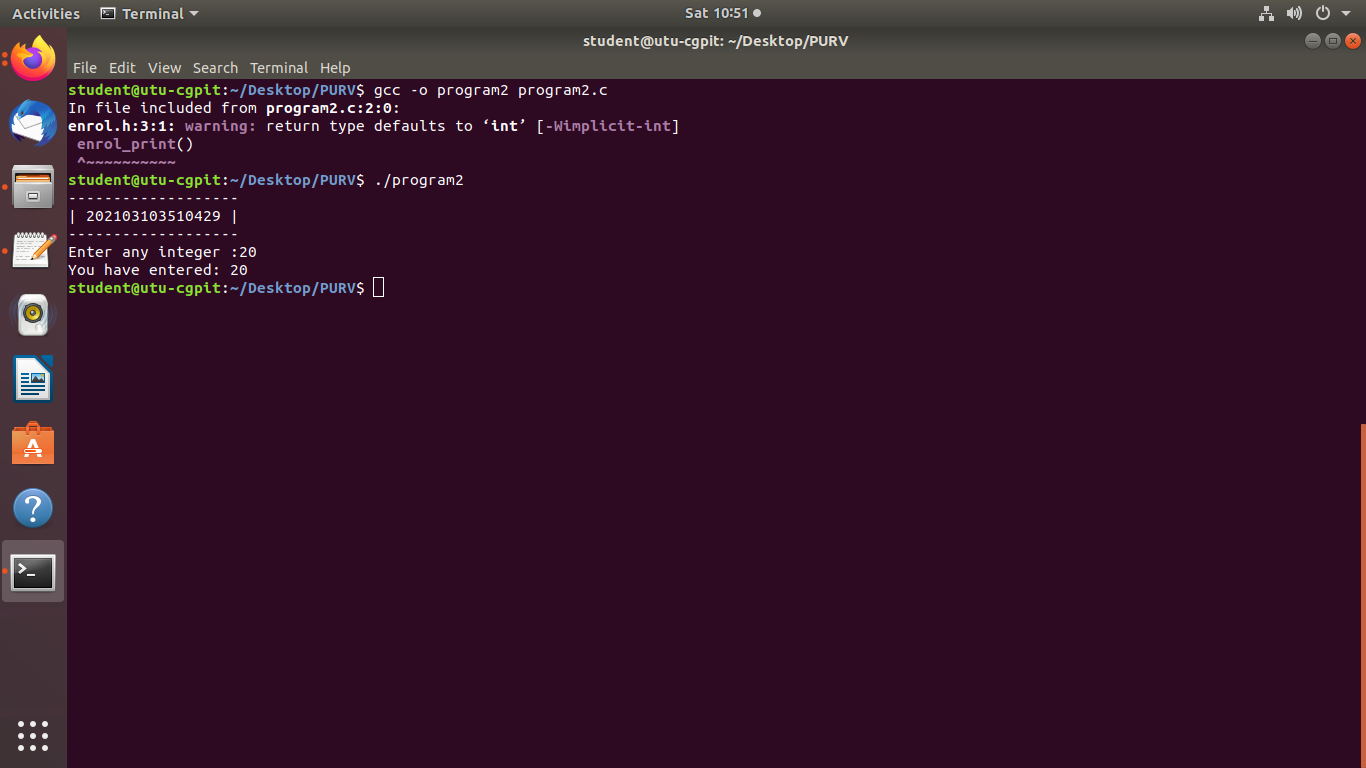 Activities Terminal Sat 10:51
student@utu-cgpit: ~/Desktop/PURV
File Edit View Search Terminal Help
student@utu-cgpit:~/Desktop/PURV$ gcc -o program2 program2.c
In file included from program2.c:2:0:
enrol.h:3:1: warning: return type defaults to ‘int’ [-Wimplicit-int]
 enrol_print()
 ^~~~~~~~~~~
student@utu-cgpit:~/Desktop/PURV$ ./program2
-------------------
| 202103103510429 |
-------------------
Enter any integer :20
You have entered: 20
student@utu-cgpit:~/Desktop/PURV$